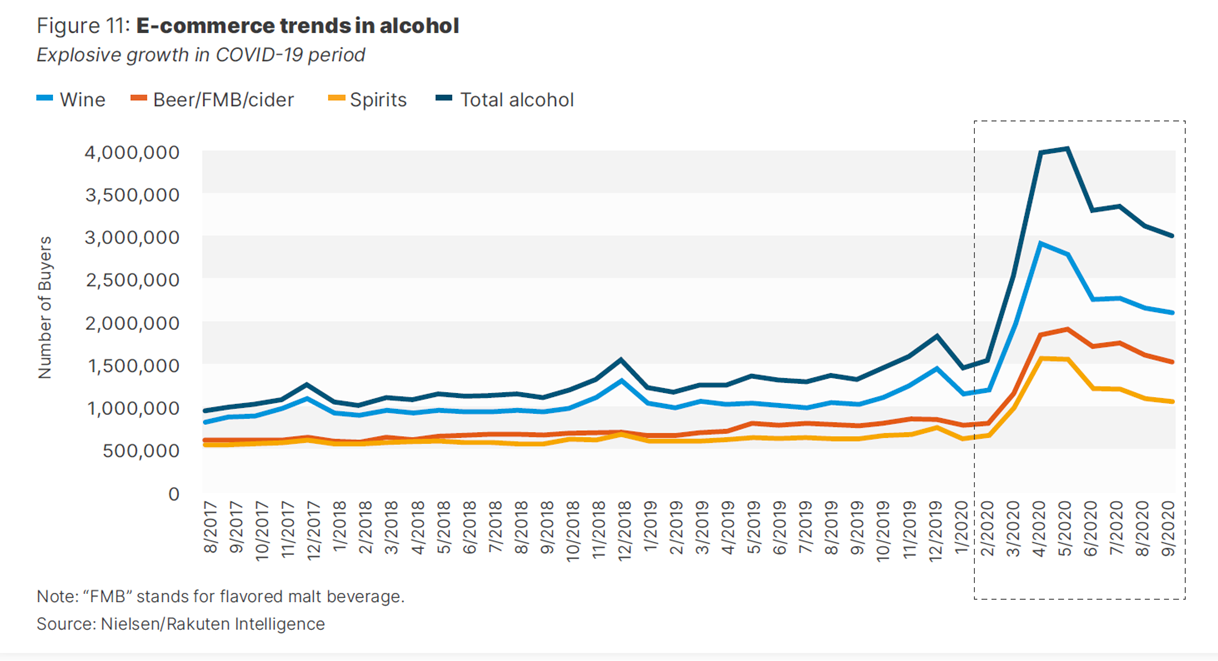 Figure 11: E-commerce trends in alcohol
Explosive growth in COVID-19 period
Wine Beer/FMB/cider Spirits Total alcohol
Number of Buyers
4,000,000
3,500,000
3,000,000
2,500,000
2,000,000
1,500,000
1,000,000
500,000
0
8/2017 9/2017 10/2017 11/2017 12/2017 1/2018 2/2018 3/2018 4/2018 5/2018 6/2018 7/2018 8/2018 9/2018 10/2018 11/2018 12/2018 1/2019 2/2019 3/2019 4/2019 5/2019 6/2019 7/2019 8/2019 9/2019 10/2019 11/2019 12/2019 1/2020 2/2020 3/2020 4/2020 5/2020 6/2020 7/2020 8/2020 9/2020
Note: “FMB” stands for flavored malt beverage.
Source: Nielsen/Rakuten Intelligence